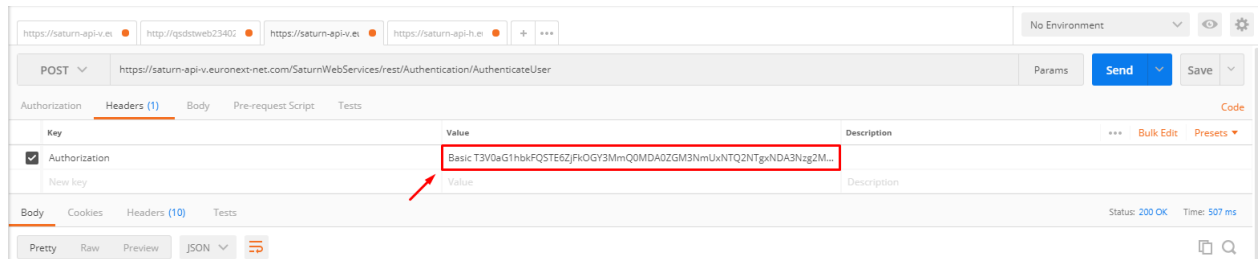 https://saturn-api-v.eu http://qsdstweb23402 https://saturn-api-v.eu https://saturn-api-h.eu + ••• No Environment
POST https://saturn-api-v.euronext-net.com/SaturnWebServices/rest/Authentication/AuthenticateUser Params Send Save
Authorization Headers (1) Body Pre-request Script Tests Code
Key Value Description ••• Bulk Edit Presets
Authorization Basic T3V0aG1hbkFQSTE6ZjFkOGY3MmQ0MDA0ZGM3NmUxNTQ2NTgxNDA3Nzg2M...
New key Value Description
Body Cookies Headers (10) Tests Status: 200 OK Time: 507 ms
Pretty Raw Preview JSON